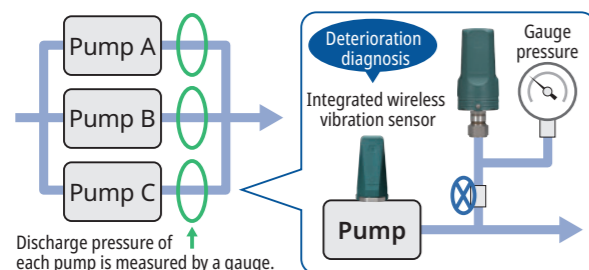 Pump A
Pump B
Pump C
Discharge pressure of
each pump is measured by a gauge.
Deterioration
diagnosis
Integrated wireless
vibration sensor
Gauge
pressure
Pump